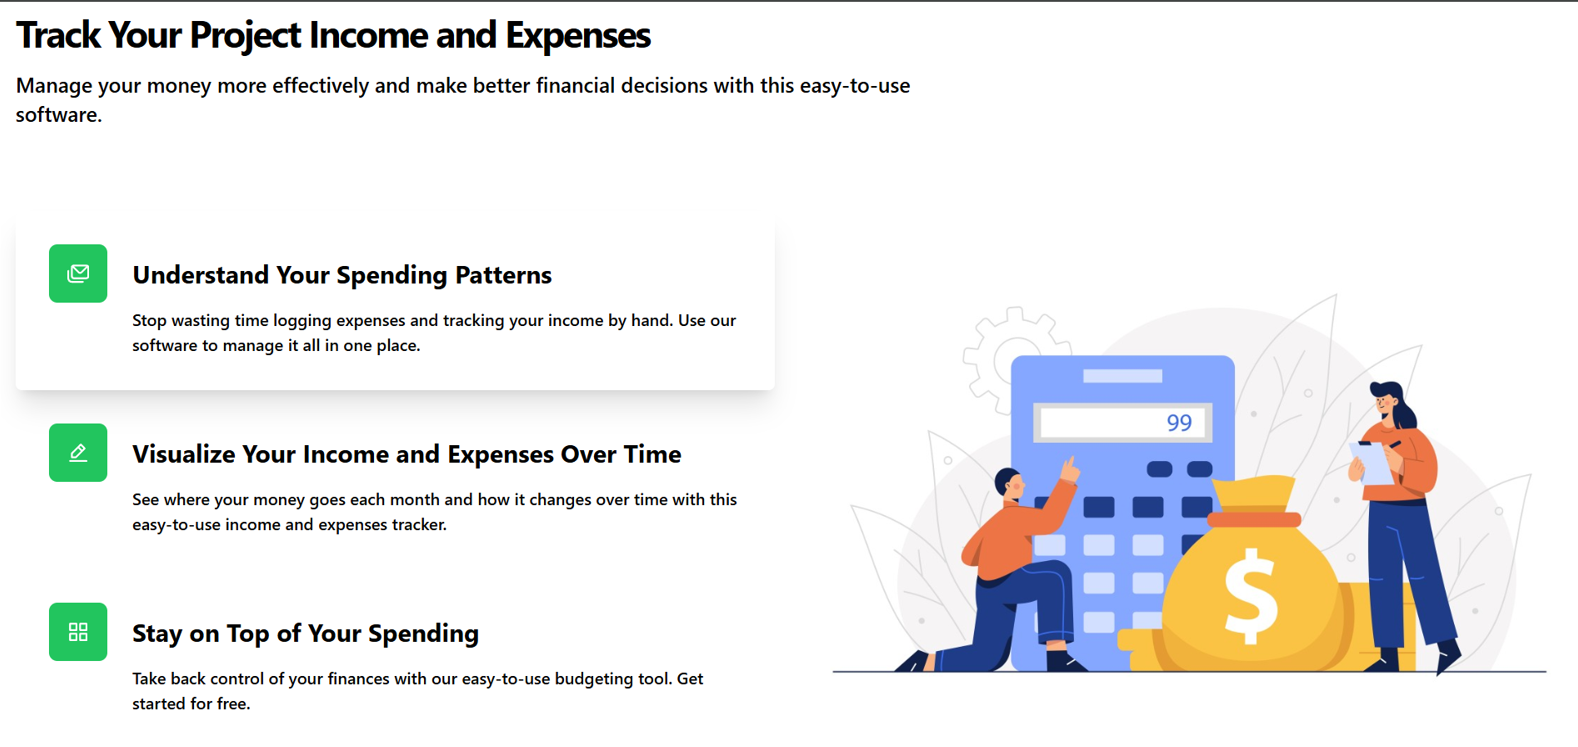 Track Your Project Income and Expenses
Manage your money more effectively and make better financial decisions with this easy-to-use
software.
Understand Your Spending Patterns
Stop wasting time logging expenses and tracking your income by hand. Use our
software to manage it all in one place.
Visualize Your Income and Expenses Over Time
See where your money goes each month and how it changes over time with this
easy-to-use income and expenses tracker.
Stay on Top of Your Spending
Take back control of your finances with our easy-to-use budgeting tool. Get
started for free.
99
$